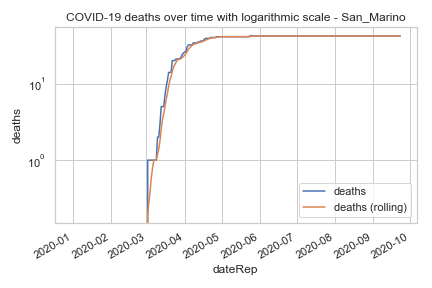 COVID-19 deaths over time with logarithmic scale - San_Marino
deaths
10¹
10⁰
deaths
deaths (rolling)
2020-01
2020-02
2020-03
2020-04
2020-05
2020-06
2020-07
2020-08
2020-09
2020-10
dateRep